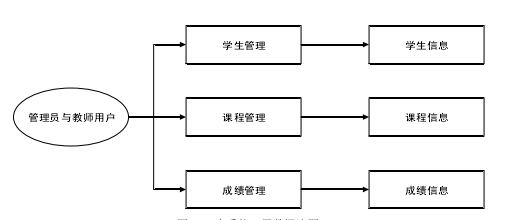 学生管理
学生信息
管理员与教师用户
课程管理
课程信息
成绩管理
成绩信息